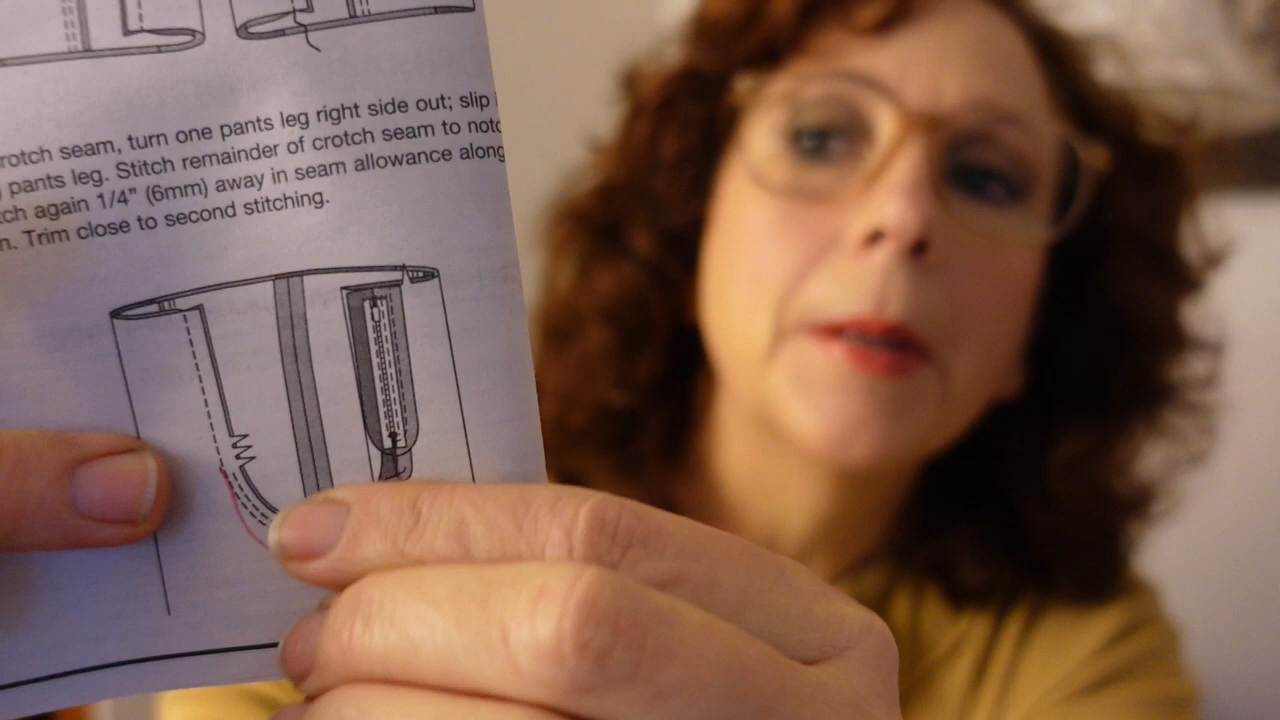 rotch seam, turn one pants leg right side out; slip
pants leg. Stitch remainder of crotch seam to notc
tch again 1/4" (6mm) away in seam allowance along
n. Trim close to second stitching.